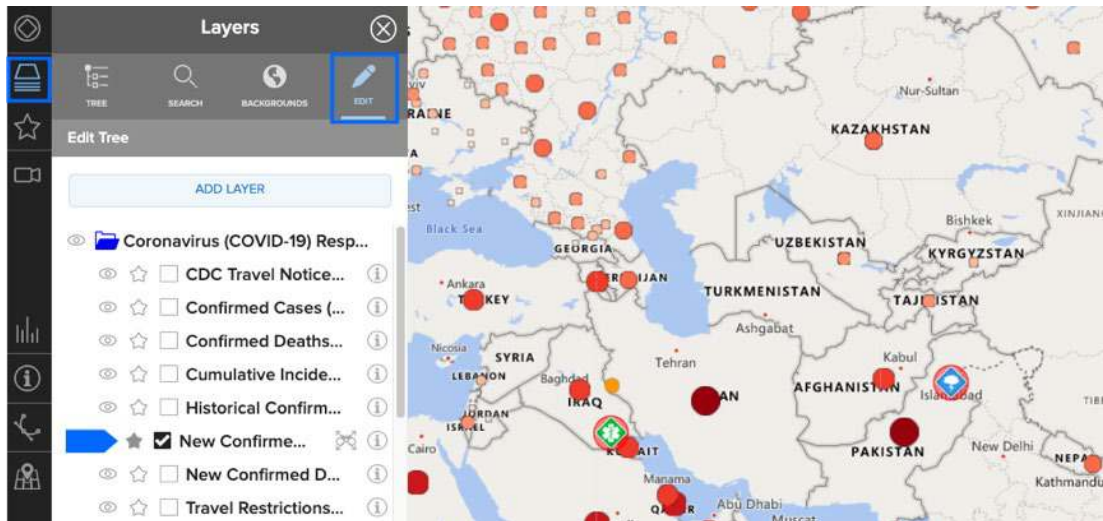 Layers
TREE
SEARCH
BACKGROUNDS
EDIT
Edit Tree
ADD LAYER
Coronavirus (COVID-19) Resp...
CDC Travel Notice...
Confirmed Cases (...
Confirmed Deaths...
Cumulative Incide...
Historical Confirm...
New Confirme...
New Confirmed D...
Travel Restrictions...
Nur-Sultan
KAZAKHSTAN
Black Sea
GEORGIA
UZBEKISTAN
Bishkek
KYRGYZSTAN
XINJIANG
Ankara
TURKMENISTAN
Ashgabat
Nicosia
SYRIA
LEBANON
Tehran
Baghdad
IRAQ
Kabul
AFGHANISTAN
PAKISTAN
New Delhi
Cairo
Manama
Abu Dhabi
Muscat
Kathmandu